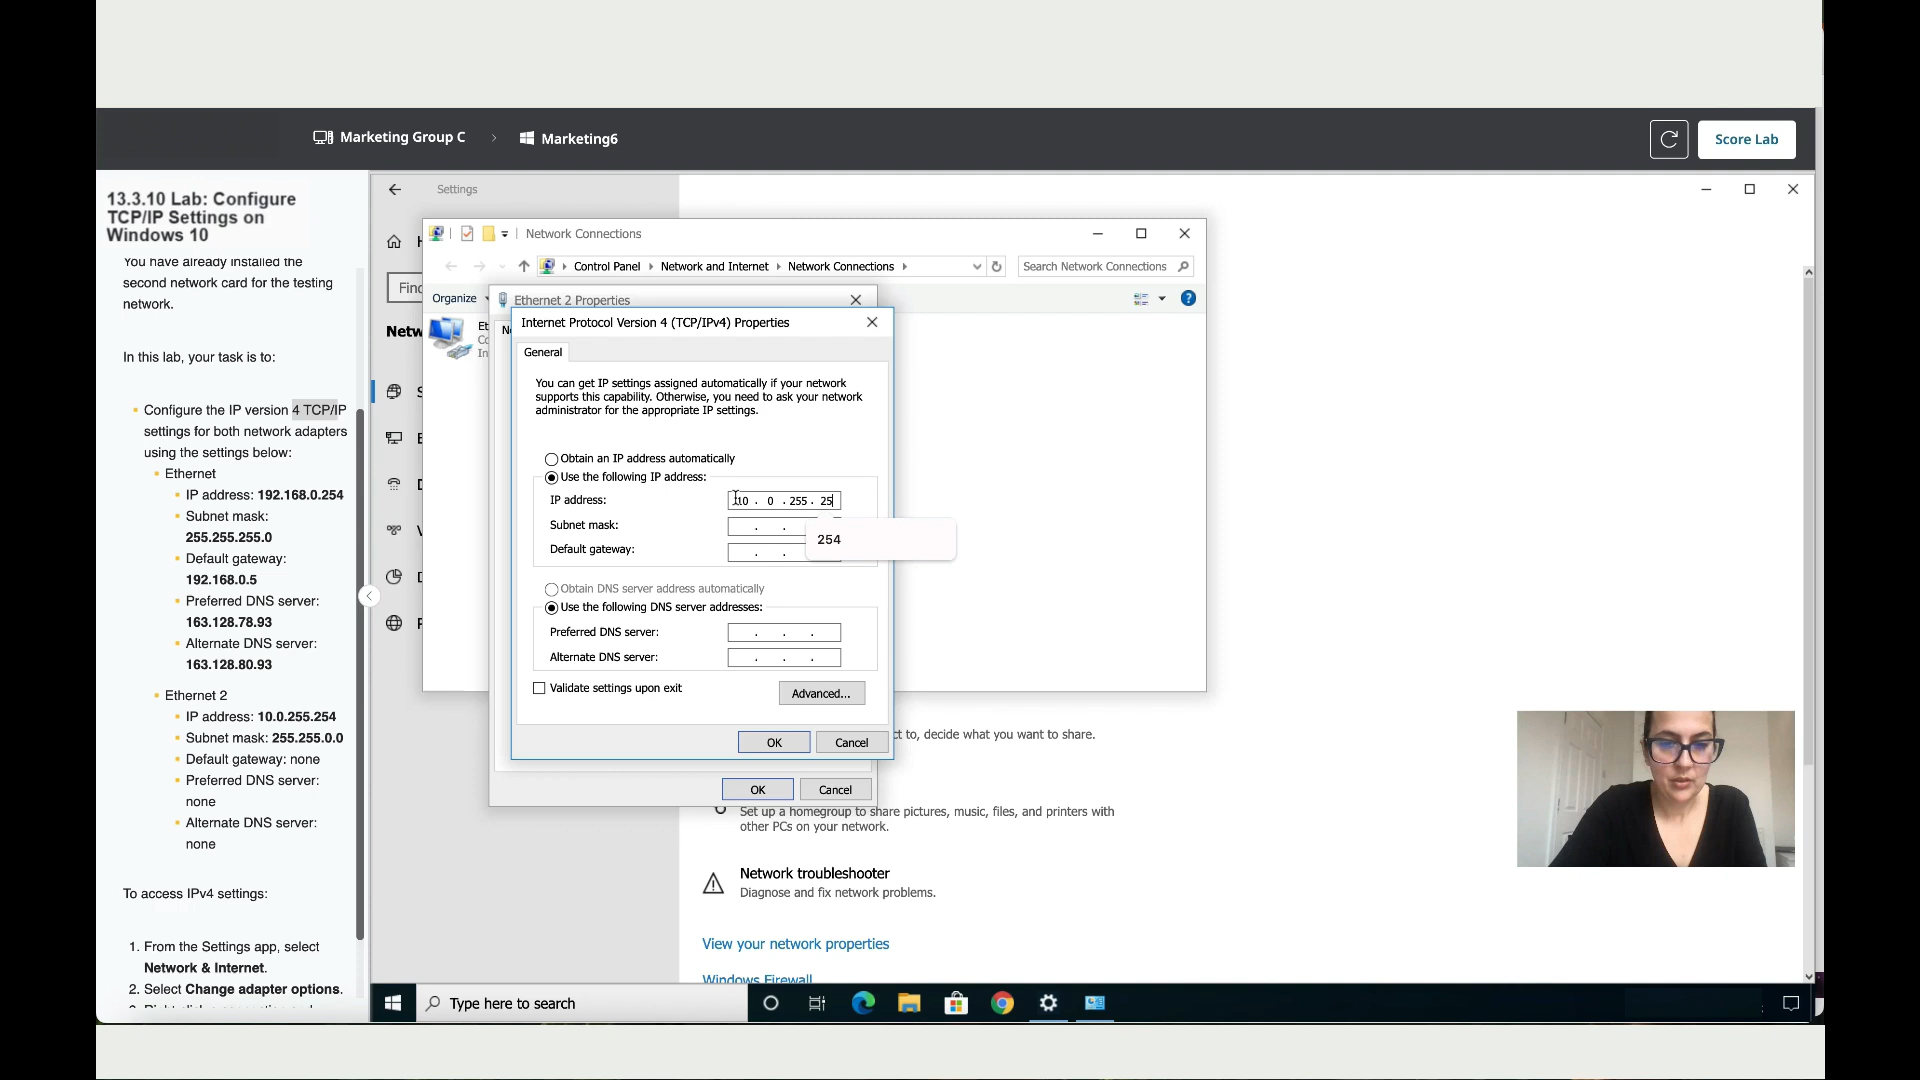 Marketing Group C
Marketing6
Score Lab
13.3.10 Lab: Configure
TCP/IP Settings on
Windows 10
You have already installed the
second network card for the testing
network.
In this lab, your task is to:
Configure the IP version 4 TCP/IP
settings for both network adapters
using the settings below:
Ethernet
IP address: 192.168.0.254
Subnet mask:
255.255.255.0
Default gateway:
192.168.0.5
Preferred DNS server:
163.128.78.93
Alternate DNS server:
163.128.80.93
Ethernet 2
IP address: 10.0.255.254
Subnet mask: 255.255.0.0
Default gateway: none
Preferred DNS server:
none
Alternate DNS server:
none
To access IPv4 settings:
1. From the Settings app, select
Network & Internet.
2. Select Change adapter options.
Settings
Find
Netw
Network Connections
Control Panel
Network and Internet
Network Connections
Search Network Connections
Organize
Ethernet 2 Properties
Internet Protocol Version 4 (TCP/IPv4) Properties
General
You can get IP settings assigned automatically if your network
supports this capability. Otherwise, you need to ask your network
administrator for the appropriate IP settings.
Obtain an IP address automatically
Use the following IP address:
IP address:
10 . 0 . 255 . 25
Subnet mask:
. .
254
Default gateway:
. .
Obtain DNS server address automatically
Use the following DNS server addresses:
Preferred DNS server:
. . .
Alternate DNS server:
. . .
Validate settings upon exit
Advanced...
OK
Cancel
OK
Cancel
ct to, decide what you want to share.
Set up a homegroup to share pictures, music, files, and printers with
other PCs on your network.
Network troubleshooter
Diagnose and fix network problems.
View your network properties
Windows Firewall
Type here to search